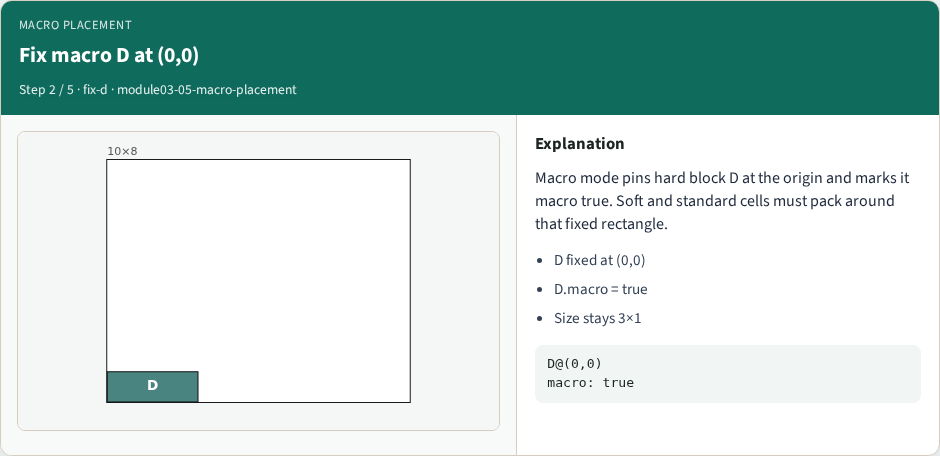 MACRO PLACEMENT
Fix macro D at (0,0)
Step 2 / 5 · fix-d · module03-05-macro-placement
10×8
D
Explanation
Macro mode pins hard block D at the origin and marks it
macro true. Soft and standard cells must pack around
that fixed rectangle.
• D fixed at (0,0)
• D.macro = true
• Size stays 3×1
D@(0,0)
macro: true